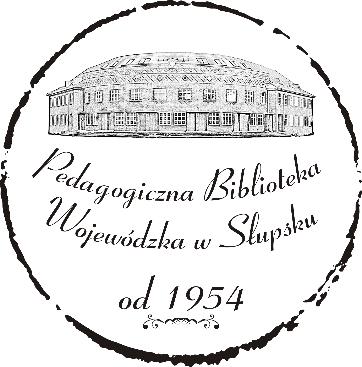 Pedagogiczna Biblioteka
Wojewódzka w Słupsku
od 1954